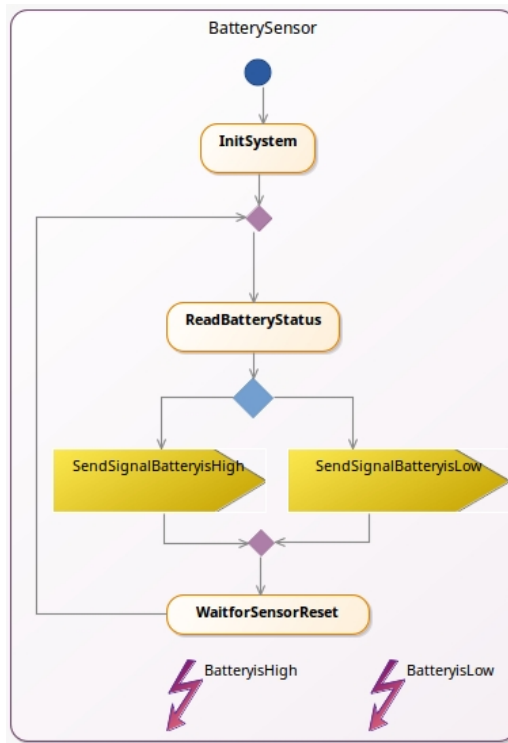 BatterySensor
InitSystem
ReadBatteryStatus
SendSignalBatteryisHigh
SendSignalBatteryisLow
WaitforSensorReset
BatteryisHigh
BatteryisLow